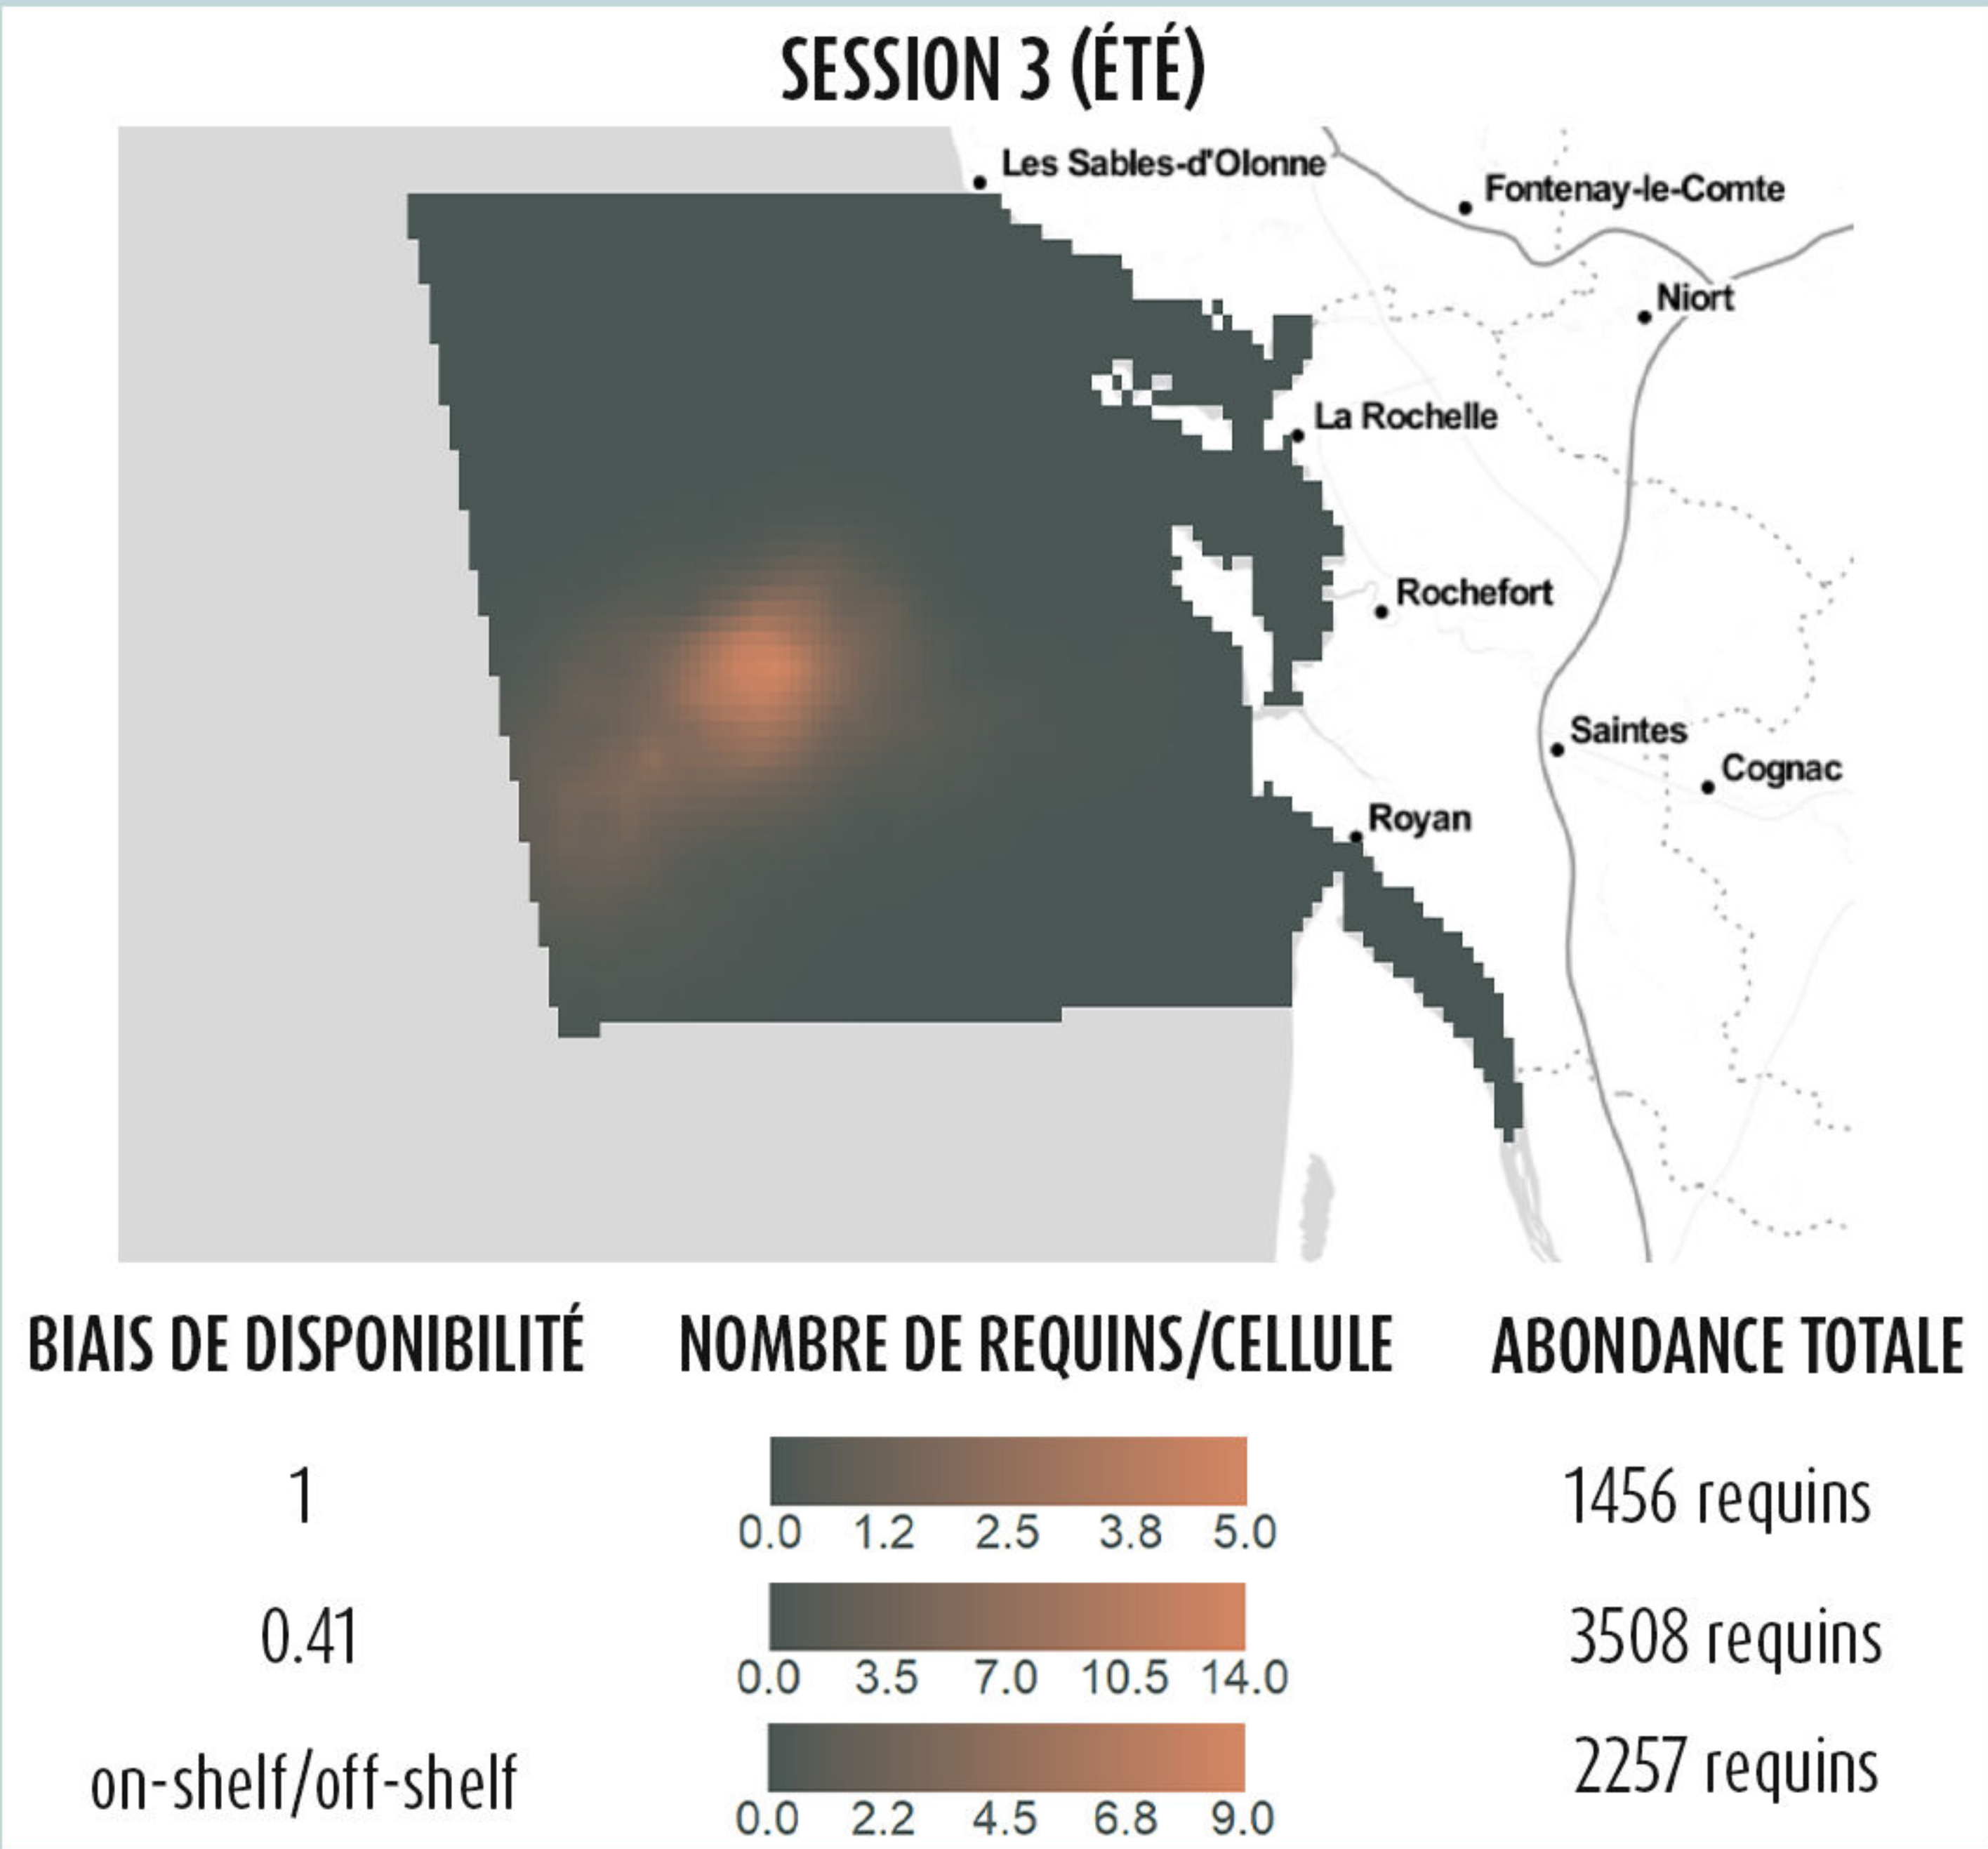 SESSION 3 (ÉTÉ)
Les Sables-d'Olonne
Fontenay-le-Comte
Niort
La Rochelle
Rochefort
Saintes
Cognac
Royan
BIAIS DE DISPONIBILITÉ
NOMBRE DE REQUINS/CELLULE
ABONDANCE TOTALE
1
0.0 1.2 2.5 3.8 5.0
1456 requins
0.41
0.0 3.5 7.0 10.5 14.0
3508 requins
on-shelf/off-shelf
0.0 2.2 4.5 6.8 9.0
2257 requins